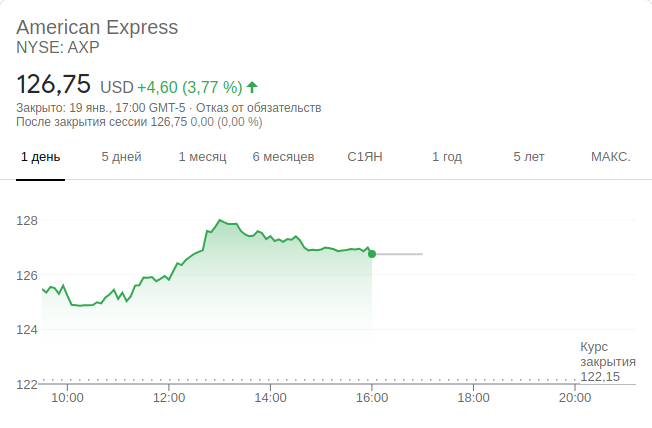 American Express
NYSE: AXP
126,75 USD +4,60 (3,77 %)
Закрыто: 19 янв., 17:00 GMT-5 · Отказ от обязательств
После закрытия сессии 126,75 0,00 (0,00 %)
1 день 5 дней 1 месяц 6 месяцев С1ЯН 1 год 5 лет МАКС.
128
126
124
Курс
закрытия
122,15
122
10:00 12:00 14:00 16:00 18:00 20:00